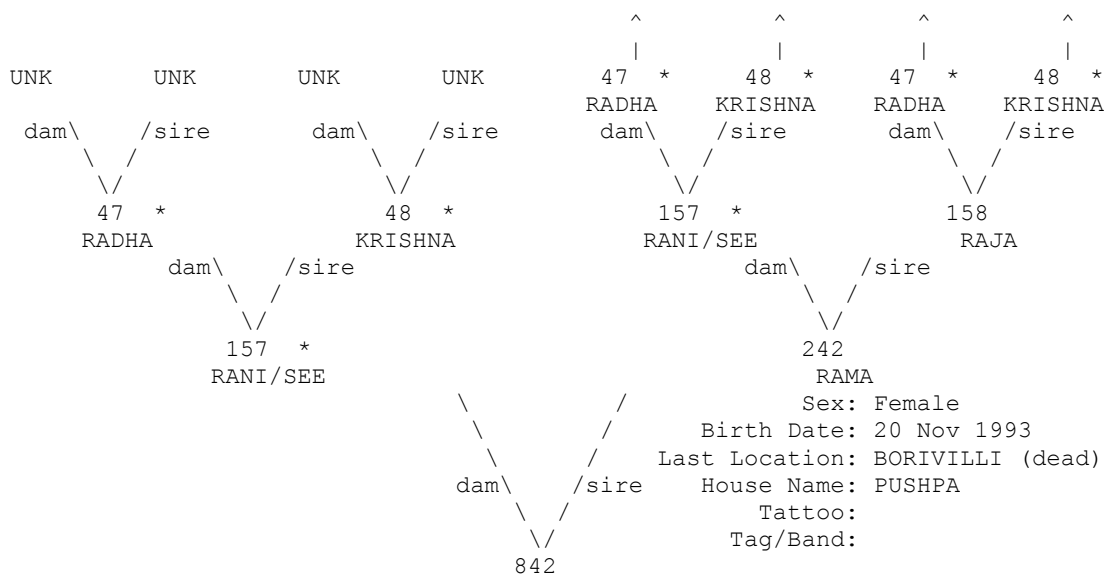 ^ ^ ^ ^
| | | |
UNK UNK UNK UNK 47 * 48 * 47 * 48 *
RADHA KRISHNA RADHA KRISHNA
dam\ /sire dam\ /sire dam\ /sire dam\ /sire
\ / \ / \ / \ /
\/ \/ \/ \/
47 * 48 * 157 * 158
RADHA KRISHNA RANI/SEE RAJA
dam\ /sire dam\ /sire
\ / \ /
\/ \/
157 * 242
RANI/SEE RAMA
\ / Sex: Female
\ / Birth Date: 20 Nov 1993
\ / Last Location: BORIVILLI (dead)
dam\ /sire House Name: PUSHPA
\ / Tattoo:
\/ Tag/Band:
842